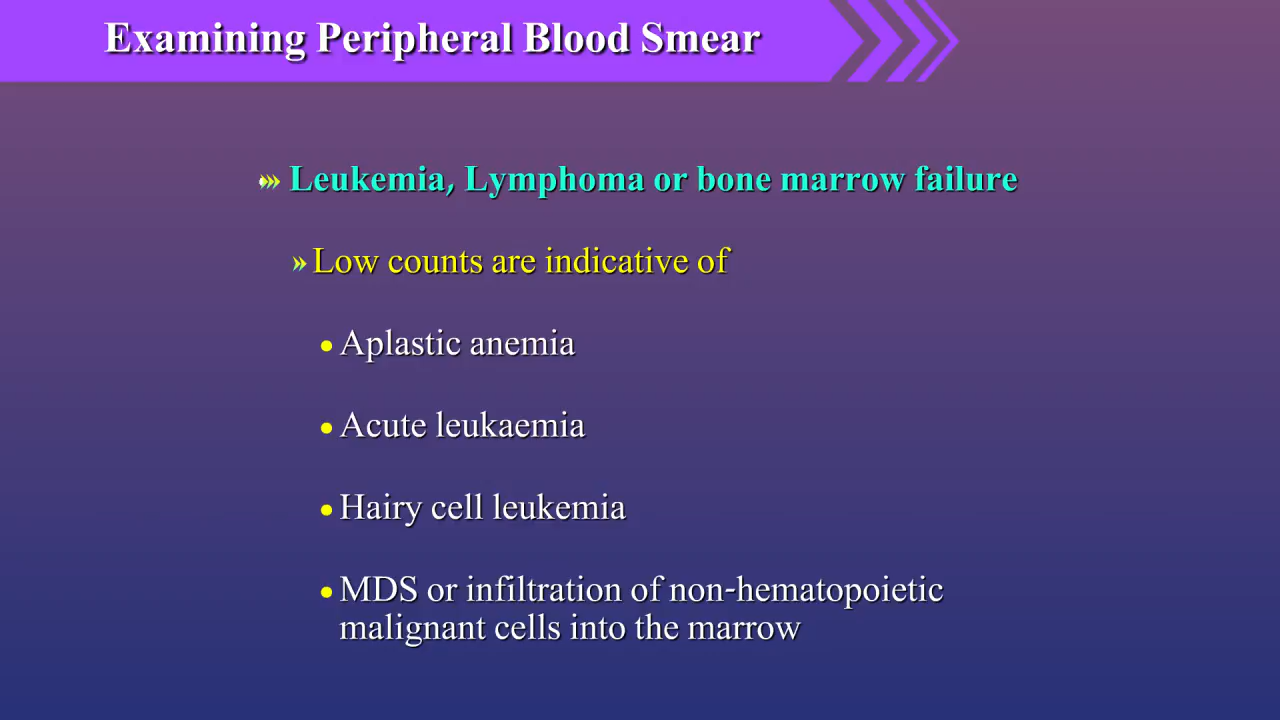 Examining Peripheral Blood Smear
Leukemia, Lymphoma or bone marrow failure
» Low counts are indicative of
• Aplastic anemia
• Acute leukaemia
• Hairy cell leukemia
• MDS or infiltration of non-hematopoietic
malignant cells into the marrow